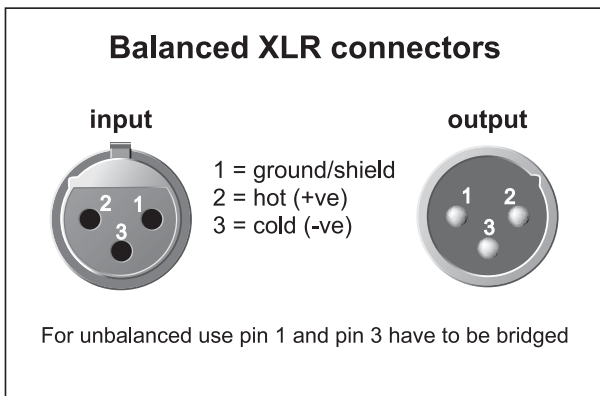 Balanced XLR connectors
input
2 1
3
1 = ground/shield
2 = hot (+ve)
3 = cold (-ve)
output
1 2
3
For unbalanced use pin 1 and pin 3 have to be bridged